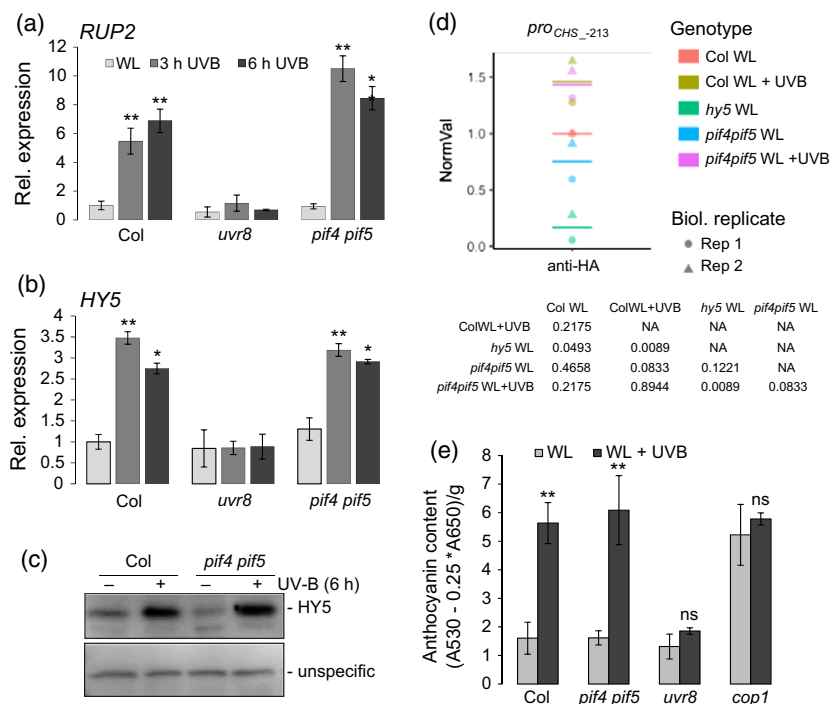 (a)
RUP2
WL 3 h UVB 6 h UVB
Rel. expression
12
10
8
6
4
2
0
** ** ** *
*
Col uvr8 pif4 pif5
(b)
HY5
Rel. expression
3.5
3
2.5
2
1.5
1
0.5
0
** * ** *
Col uvr8 pif4 pif5
(c)
Col pif4 pif5
– + – + UV-B (6 h)
- HY5
- unspecific
(d)
proCHS_-213
NormVal
1.5
1.0
0.5
0.0
anti-HA
Genotype
Col WL
Col WL + UVB
hy5 WL
pif4pif5 WL
pif4pif5 WL +UVB
Biol. replicate
Rep 1
Rep 2
Col WL ColWL+UVB hy5 WL pif4pif5 WL
ColWL+UVB 0.2175 NA NA NA
hy5 WL 0.0493 0.0089 NA NA
pif4pif5 WL 0.4658 0.0833 0.1221 NA
pif4pif5 WL+UVB 0.2175 0.8944 0.0089 0.0833
(e)
WL WL + UVB
Anthocyanin content
(A530 – 0.25 *A650)/g
8
7
6
5
4
3
2
1
0
** ** ns ns
Col pif4 pif5 uvr8 cop1